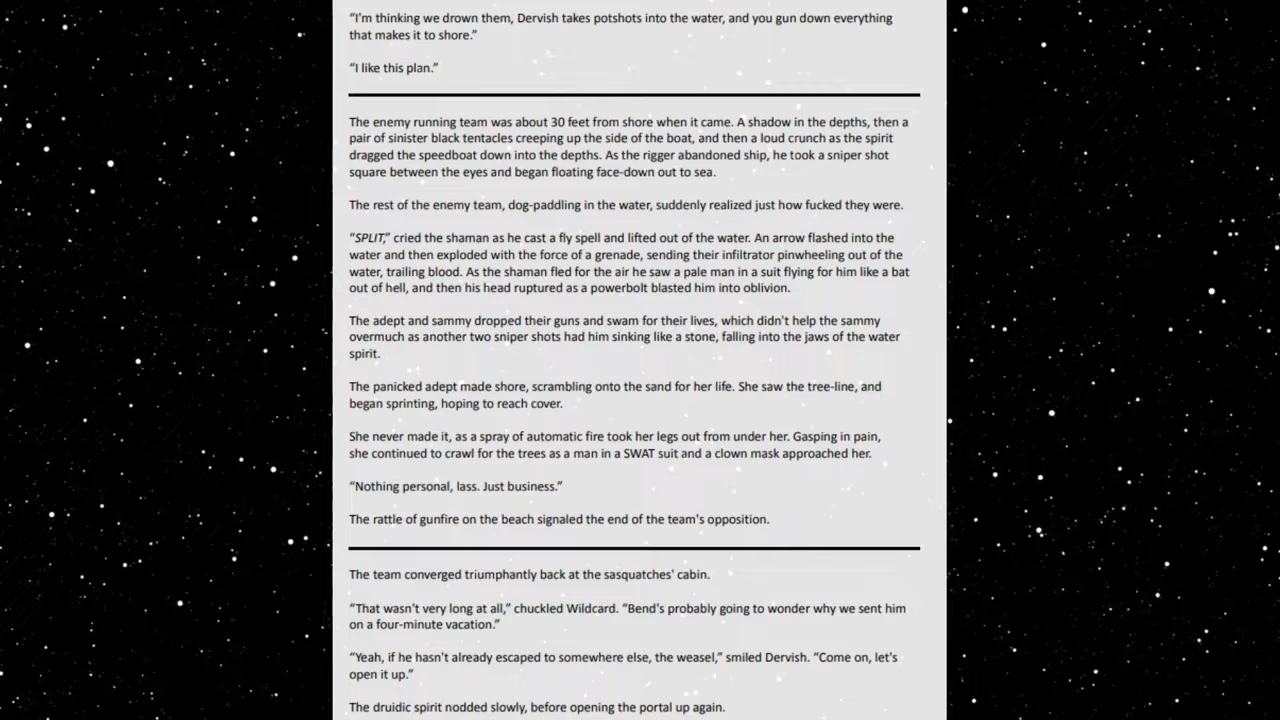 “I'm thinking we drown them, Dervish takes potshots into the water, and you gun down everything
that makes it to shore.”
“I like this plan.”
The enemy running team was about 30 feet from shore when it came. A shadow in the depths, then a
pair of sinister black tentacles creeping up the side of the boat, and then a loud crunch as the spirit
dragged the speedboat down into the depths. As the rigger abandoned ship, he took a sniper shot
square between the eyes and began floating face-down out to sea.
The rest of the enemy team, dog-paddling in the water, suddenly realized just how fucked they were.
“SPLIT,” cried the shaman as he cast a fly spell and lifted out of the water. An arrow flashed into the
water and then exploded with the force of a grenade, sending their infiltrator pinwheeling out of the
water, trailing blood. As the shaman fled for the air he saw a pale man in a suit flying for him like a bat
out of hell, and then his head ruptured as a powerbolt blasted him into oblivion.
The adept and sammy dropped their guns and swam for their lives, which didn't help the sammy
overmuch as another two sniper shots had him sinking like a stone, falling into the jaws of the water
spirit.
The panicked adept made shore, scrambling onto the sand for her life. She saw the tree-line, and
began sprinting, hoping to reach cover.
She never made it, as a spray of automatic fire took her legs out from under her. Gasping in pain,
she continued to crawl for the trees as a man in a SWAT suit and a clown mask approached her.
“Nothing personal, lass. Just business.”
The rattle of gunfire on the beach signaled the end of the team's opposition.
The team converged triumphantly back at the sasquatches' cabin.
“That wasn't very long at all,” chuckled Wildcard. “Bend's probably going to wonder why we sent him
on a four-minute vacation.”
“Yeah, if he hasn't already escaped to somewhere else, the weasel,” smiled Dervish. “Come on, let's
open it up.”
The druidic spirit nodded slowly, before opening the portal up again.